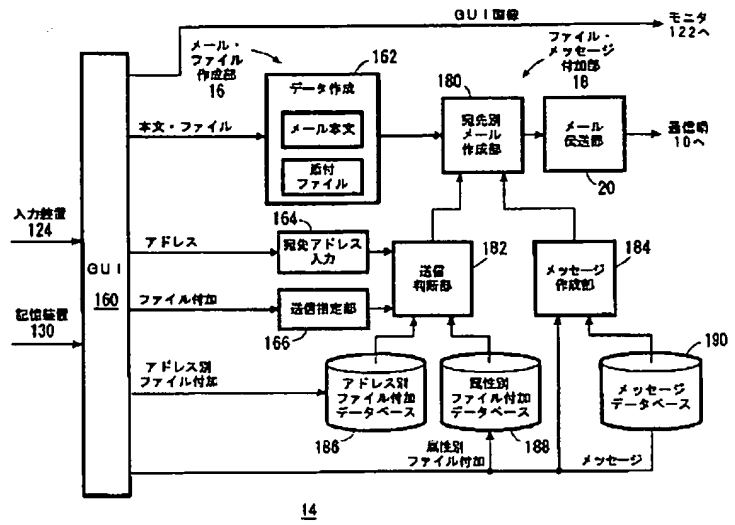 GUI画像
モニタ
122へ
メール・
ファイル
作成部
16
162
データ作成
メール本文
添付
ファイル
ファイル・
メッセージ
付加部
18
180
宛先別
メール
作成部
メール
伝送部
20
通信網
10へ
本文・ファイル
入力装置
124
GUI
160
記憶装置
130
アドレス
164
宛先アドレス
入力
ファイル付加
送信指定部
166
182
送信
判断部
184
メッセージ
作成部
アドレス別
ファイル付加
アドレス別
ファイル付加
データベース
186
属性別
ファイル付加
データベース
188
190
メッセージ
データベース
属性別
ファイル付加
メッセージ
14